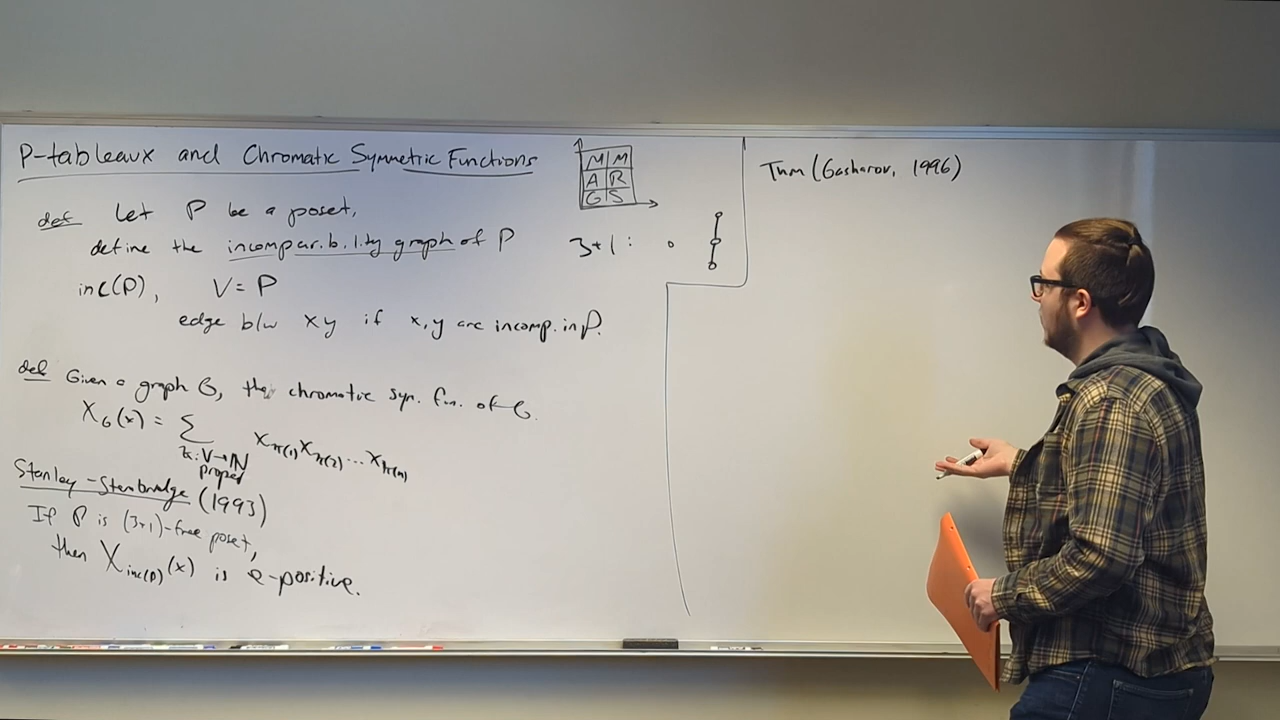 P-tableaux and Chromatic Symmetric Functions
M M
A R
G S
def Let P be a poset,
define the incomparability graph of P
inc(P), V = P
edge b/w x y if x, y are incomp. in P.
3+1:
def Given a graph G, the chromatic sym. fun. of G.
X_G(x) = Σ x_π(1) x_π(2) ... x_π(n)
π: V→ℕ
proper
Stanley-Stembridge (1993)
If P is (3+1)-free poset,
then X_inc(P)(x) is e-positive.
Thm (Gasharov, 1996)